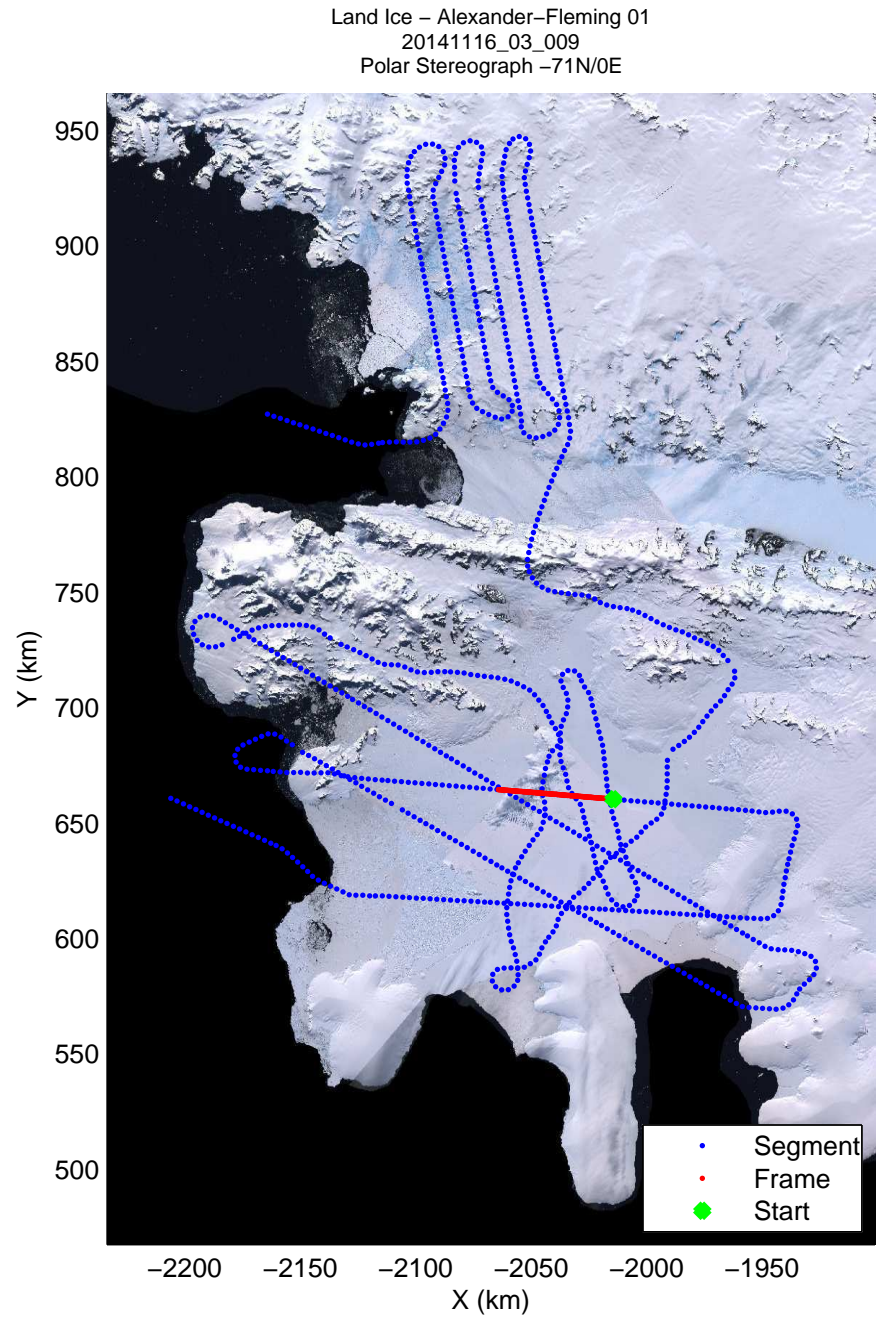 Land Ice − Alexander−Fleming 01
20141116_03_009
Polar Stereograph −71N/0E
950
900
850
800
750
700
650
600
550
500
Y (km)
Segment
Frame
Start
−2200 −2150 −2100 −2050 −2000 −1950
X (km)